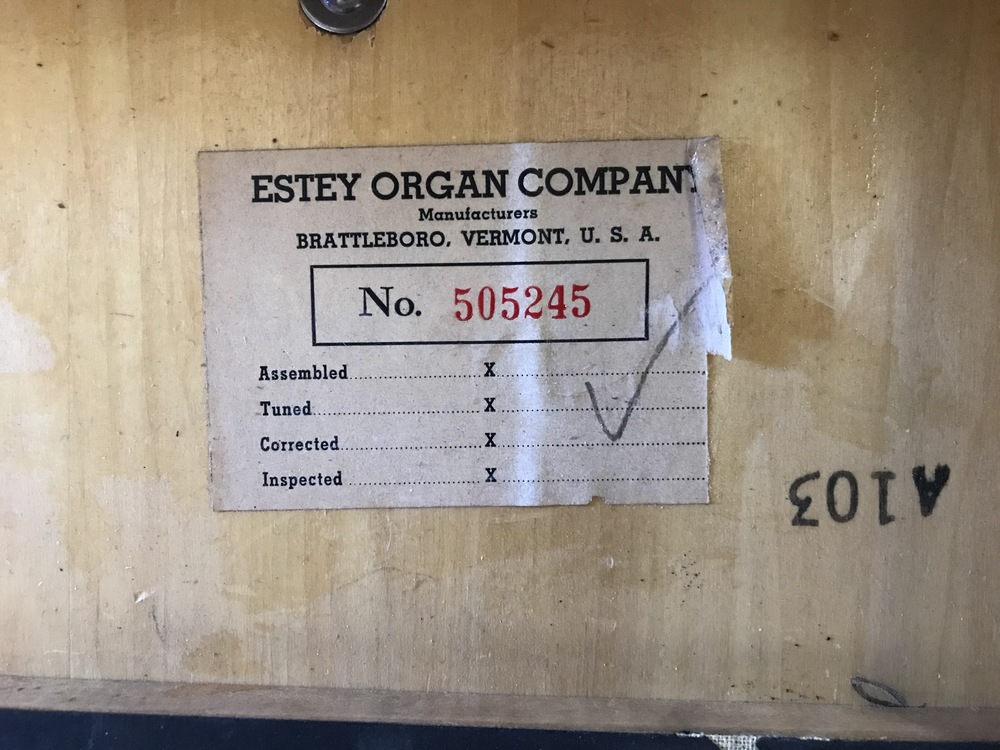 ESTEY ORGAN COMPANY
Manufacturers
BRATTLEBORO, VERMONT, U. S. A.
No. 505245
Assembled X
Tuned X
Corrected X
Inspected X
A103